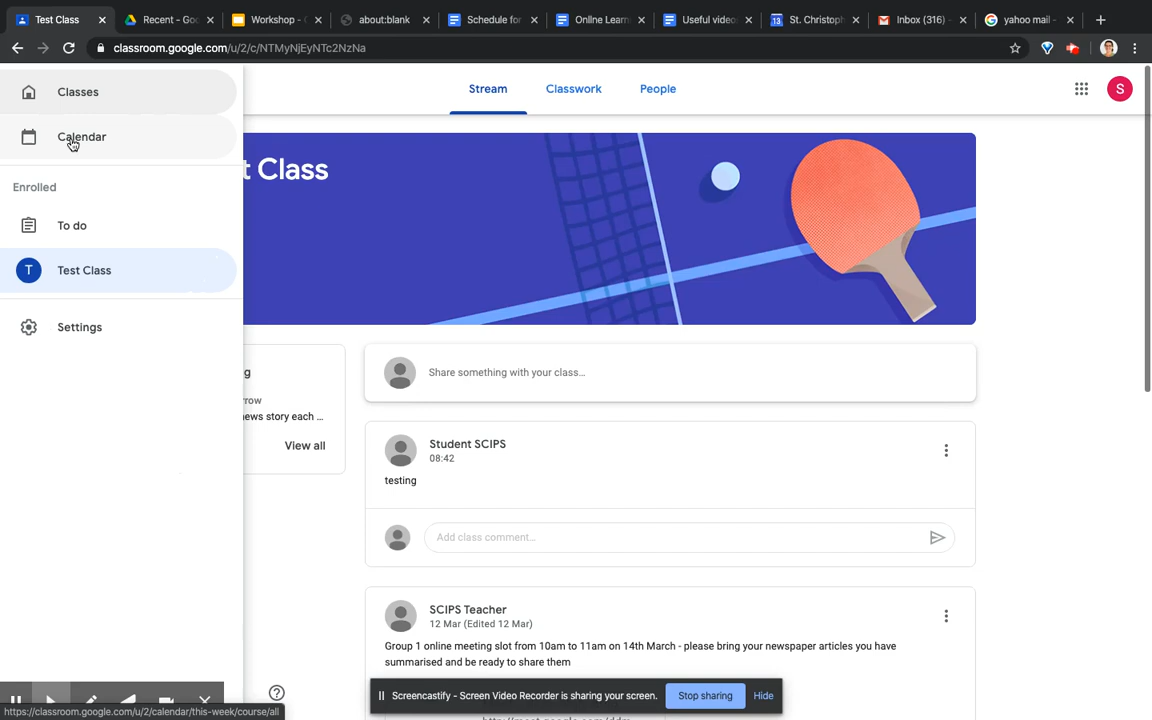 Test Class
Recent - Goo
Workshop - G
about:blank
Schedule for
Online Learn
Useful video
31
St. Christoph
Inbox (316) -
yahoo mail -
classroom.google.com/u/2/c/NTMyNjEyNTc2NzNa
Classes
Stream
Classwork
People
S
Calendar
t Class
Enrolled
To do
T
Test Class
Settings
g
rrow
news story each ...
View all
Share something with your class...
Student SCIPS
08:42
testing
Add class comment...
SCIPS Teacher
12 Mar (Edited 12 Mar)
Group 1 online meeting slot from 10am to 11am on 14th March - please bring your newspaper articles you have
summarised and be ready to share them
Screencastify - Screen Video Recorder is sharing your screen.
Stop sharing
Hide
https://classroom.google.com/u/2/calendar/this-week/course/all